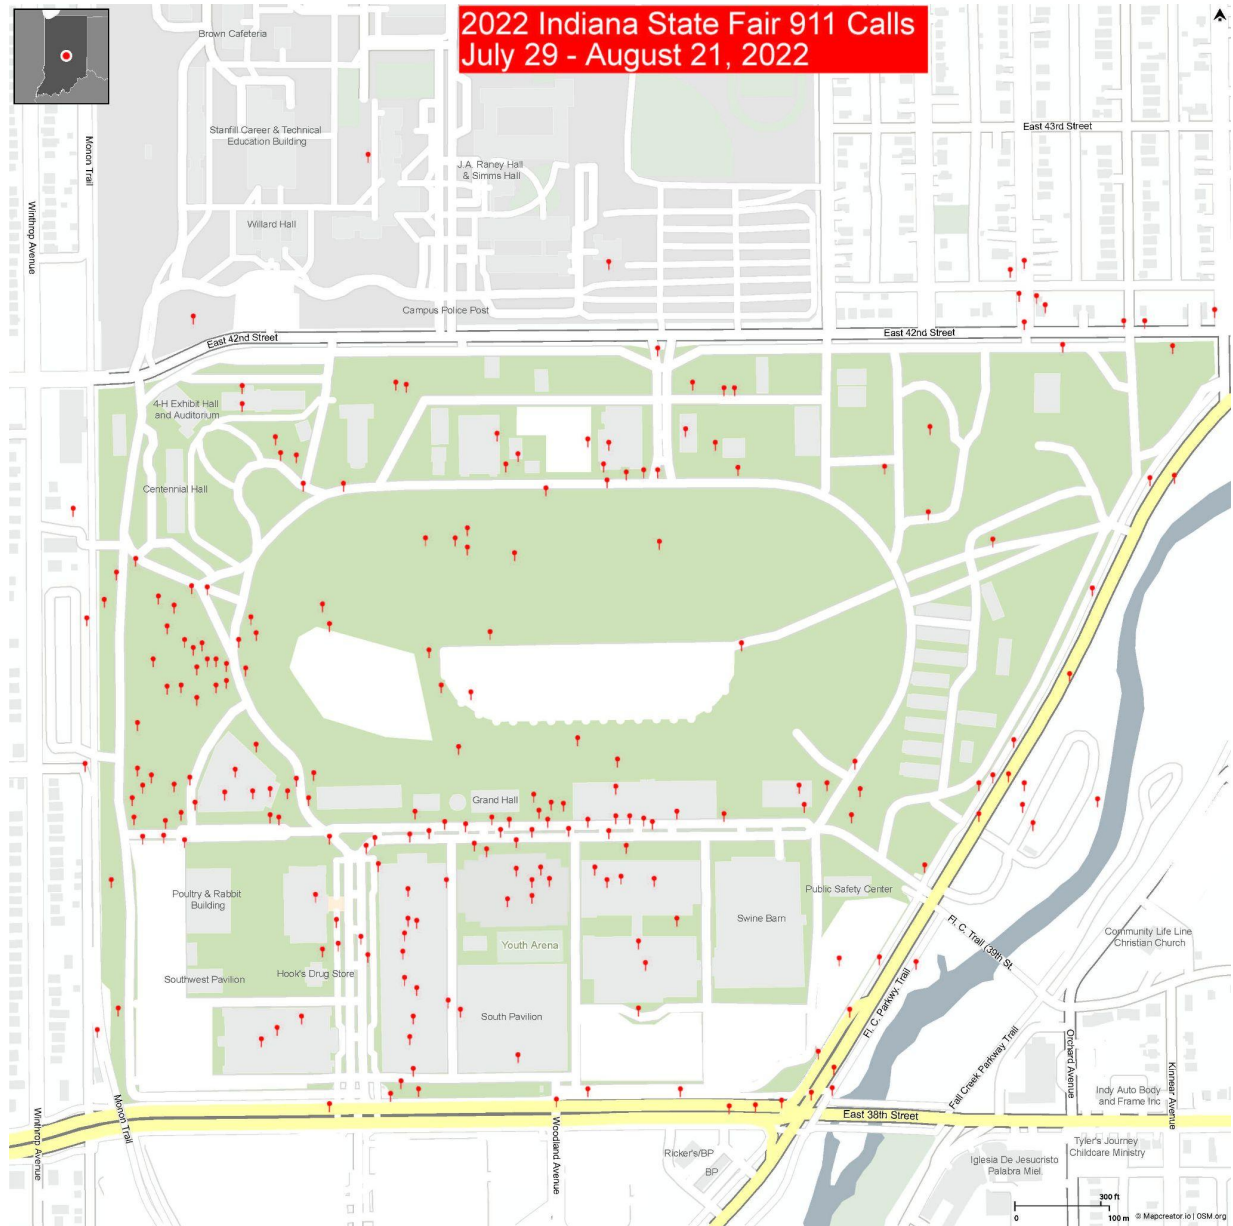 2022 Indiana State Fair 911 Calls
July 29 - August 21, 2022
Brown Cafeteria
Stanfill Career & Technical
Education Building
J.A. Raney Hall
& Simms Hall
East 43rd Street
Monon Trail
Winthrop Avenue
Willard Hall
Campus Police Post
East 42nd Street
East 42nd Street
4-H Exhibit Hall
and Auditorium
Centennial Hall
Grand Hall
Poultry & Rabbit
Building
Public Safety Center
Swine Barn
Youth Arena
Fl. C. Trail (39th St.
Community Life Line
Christian Church
Southwest Pavilion
Hook's Drug Store
South Pavilion
Fl. C. Parkwy. Trail
Fall Creek Parkway Trail
Orchard Avenue
Kinnear Avenue
Indy Auto Body
and Frame Inc
Winthrop Avenue
Monon Trail
Woodland Avenue
East 38th Street
Ricker's/BP
BP
Iglesia De Jesucristo
Palabra Miel
Tyler's Journey
Childcare Ministry
300 ft
0
100 m
© Mapcreator.io | OSM.org